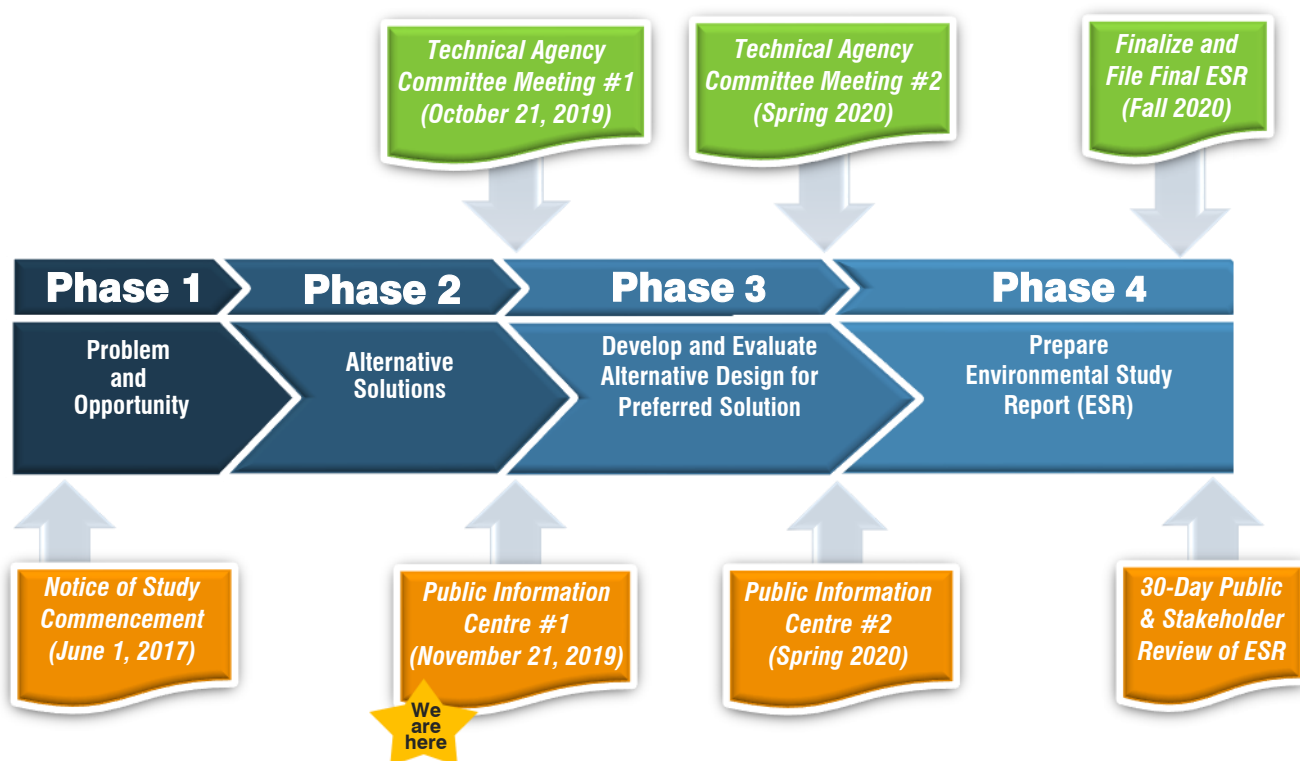 Technical Agency
Committee Meeting #1
(October 21, 2019)
Technical Agency
Committee Meeting #2
(Spring 2020)
Finalize and
File Final ESR
(Fall 2020)
Phase 1
Phase 2
Phase 3
Phase 4
Problem
and
Opportunity
Alternative
Solutions
Develop and Evaluate
Alternative Design for
Preferred Solution
Prepare
Environmental Study
Report (ESR)
Notice of Study
Commencement
(June 1, 2017)
Public Information
Centre #1
(November 21, 2019)
We
are
here
Public Information
Centre #2
(Spring 2020)
30-Day Public
& Stakeholder
Review of ESR